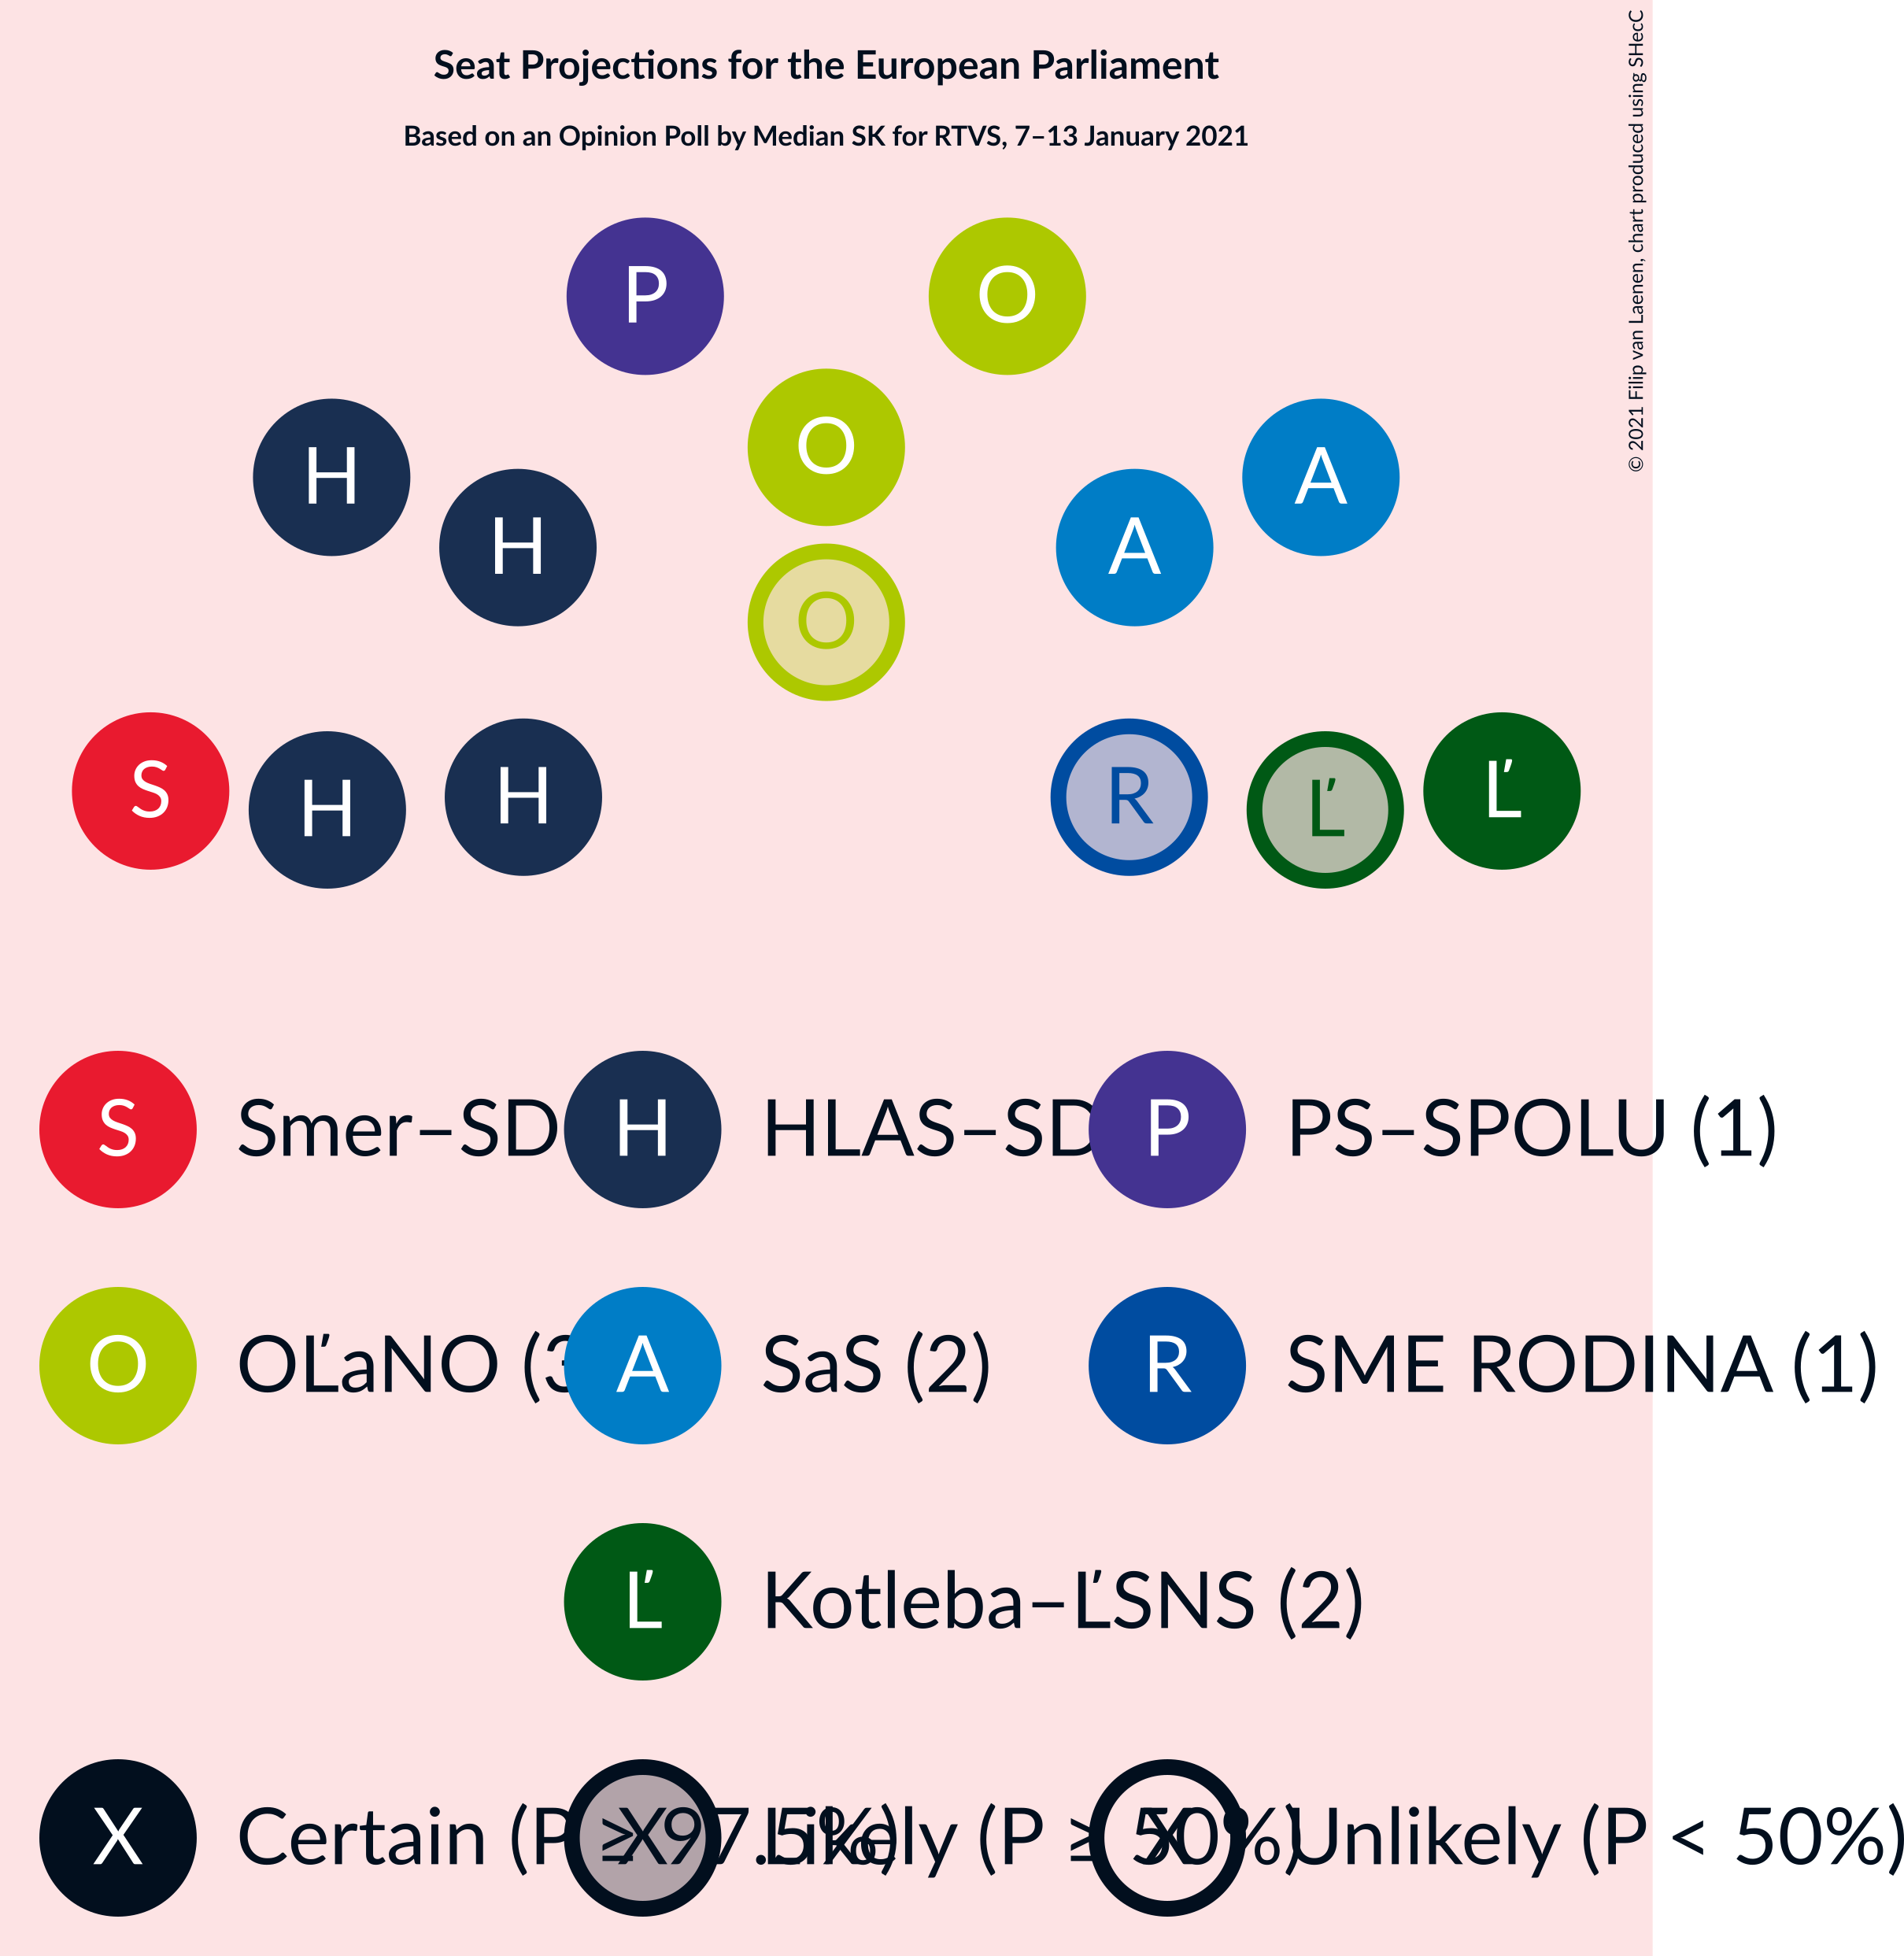 Seat Projections for the European Parliament
Based on an Opinion Poll by Median SK for RTVS, 7–13 January 2021
© 2021 Filip van Laenen, chart produced using SHecC
P O
O
H A
H A
O
S H H R Ľ Ľ
S Smer–SD H HLAS–SD P PS–SPOLU (1)
O OĽaNO (3 A SaS (2) R SME RODINA (1)
Ľ Kotleba–ĽSNS (2)
X Certain (P ≥ 97.5%) X Likely (P ≥ 50%) X Unlikely (P < 50%)